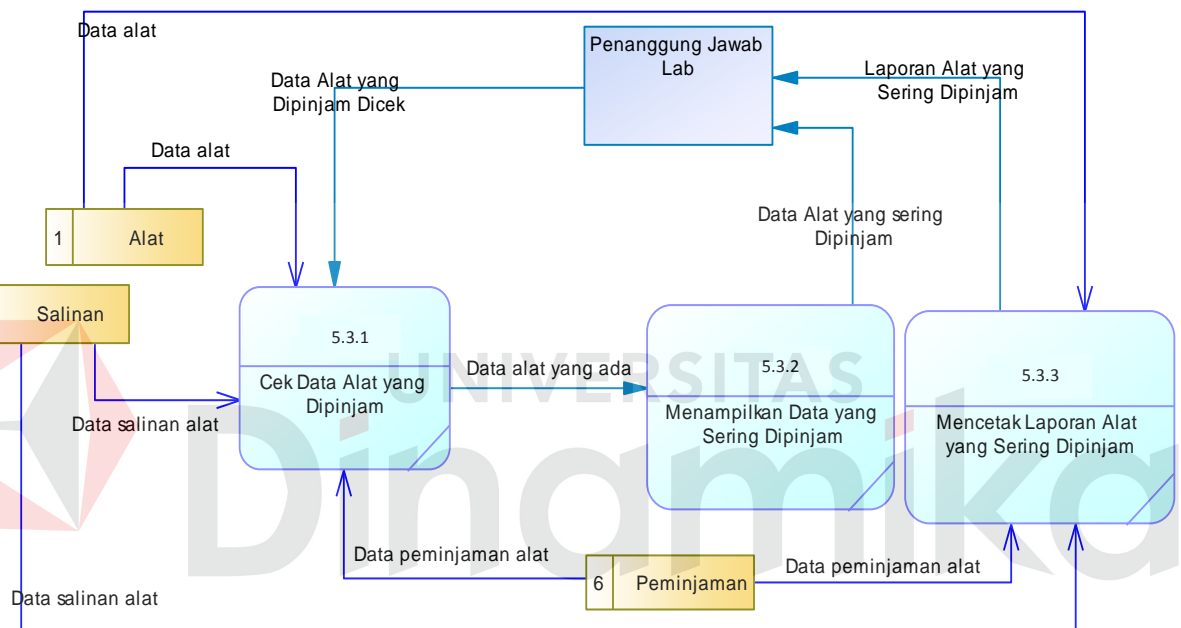 Data alat
Penanggung Jawab
Lab
Data Alat yang
Dipinjam Dicek
Laporan Alat yang
Sering Dipinjam
Data alat
Data Alat yang sering
Dipinjam
1 Alat
Salinan
5.3.1
Cek Data Alat yang
Dipinjam
Data alat yang ada
5.3.2
Menampilkan Data yang
Sering Dipinjam
5.3.3
Mencetak Laporan Alat
yang Sering Dipinjam
Data salinan alat
UNIVERSITAS
Dinamika
Data peminjaman alat
6 Peminjaman
Data peminjaman alat
Data salinan alat